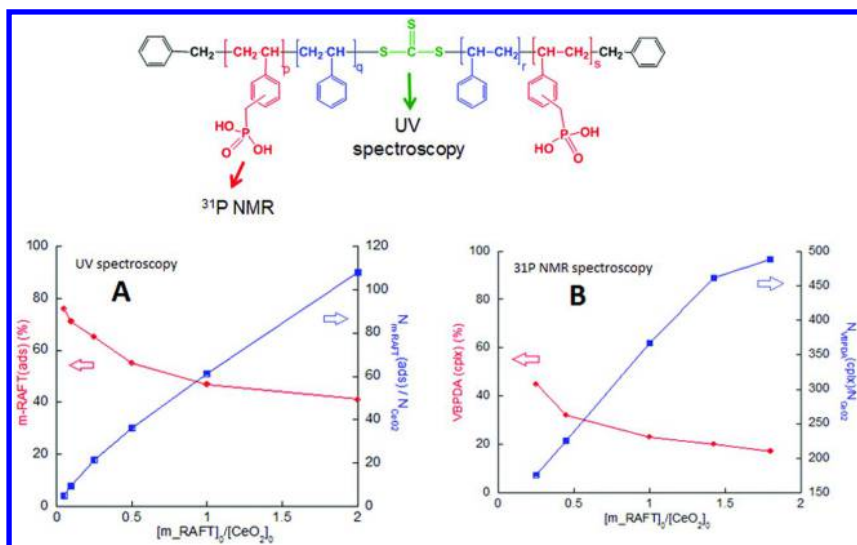 S
CH₂ CH₂ CH CH₂ CH S C S CH CH₂ CH CH₂ CH₂
p q r s
UV
spectroscopy
HO OH P O
HO OH P O
31P NMR
UV spectroscopy
A
100
80
60
40
20
0
m-RAFT(ads) (%)
120
100
80
60
40
20
0
N m-RAFT(ads) / N CeO2
0 0.5 1 1.5 2
[m_RAFT]₀/[CeO₂]₀
31P NMR spectroscopy
B
100
80
60
40
20
0
VBPDA (cplx) (%)
500
450
400
350
300
250
200
150
N VBPDA(cplx)/N CeO2
0 0.5 1 1.5 2
[m_RAFT]₀/[CeO₂]₀